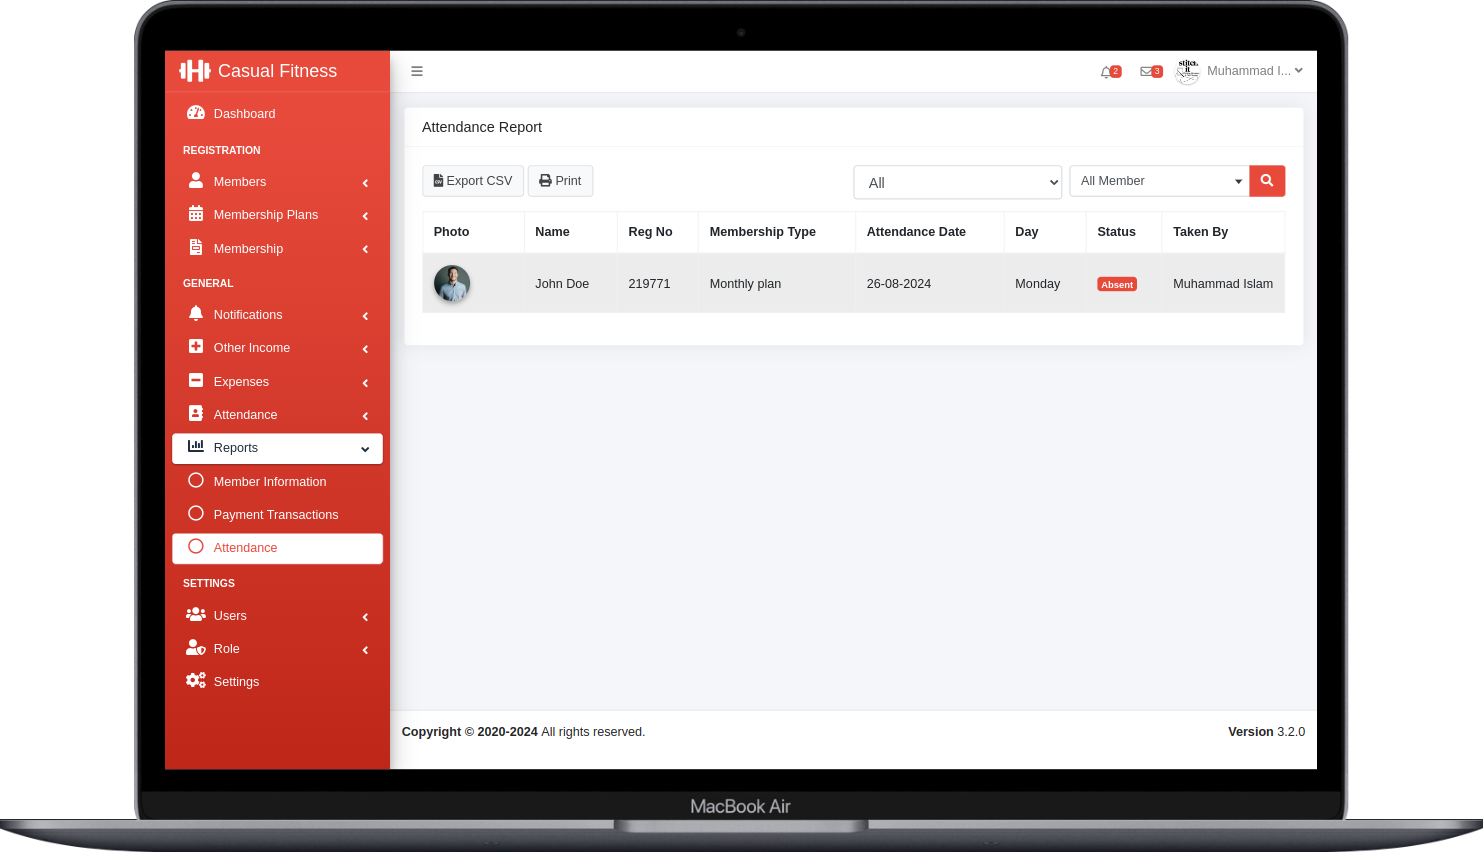 Casual Fitness
2
3
Muhammad I...
Dashboard
REGISTRATION
Members
Membership Plans
Membership
GENERAL
Notifications
Other Income
Expenses
Attendance
Reports
Member Information
Payment Transactions
Attendance
SETTINGS
Users
Role
Settings
Attendance Report
Export CSV
Print
All
All Member
Photo Name Reg No Membership Type Attendance Date Day Status Taken By
John Doe 219771 Monthly plan 26-08-2024 Monday Absent Muhammad Islam
Copyright © 2020-2024 All rights reserved.
Version 3.2.0
MacBook Air